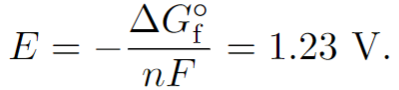 E = −ΔG°f/nF = 1.23 V.